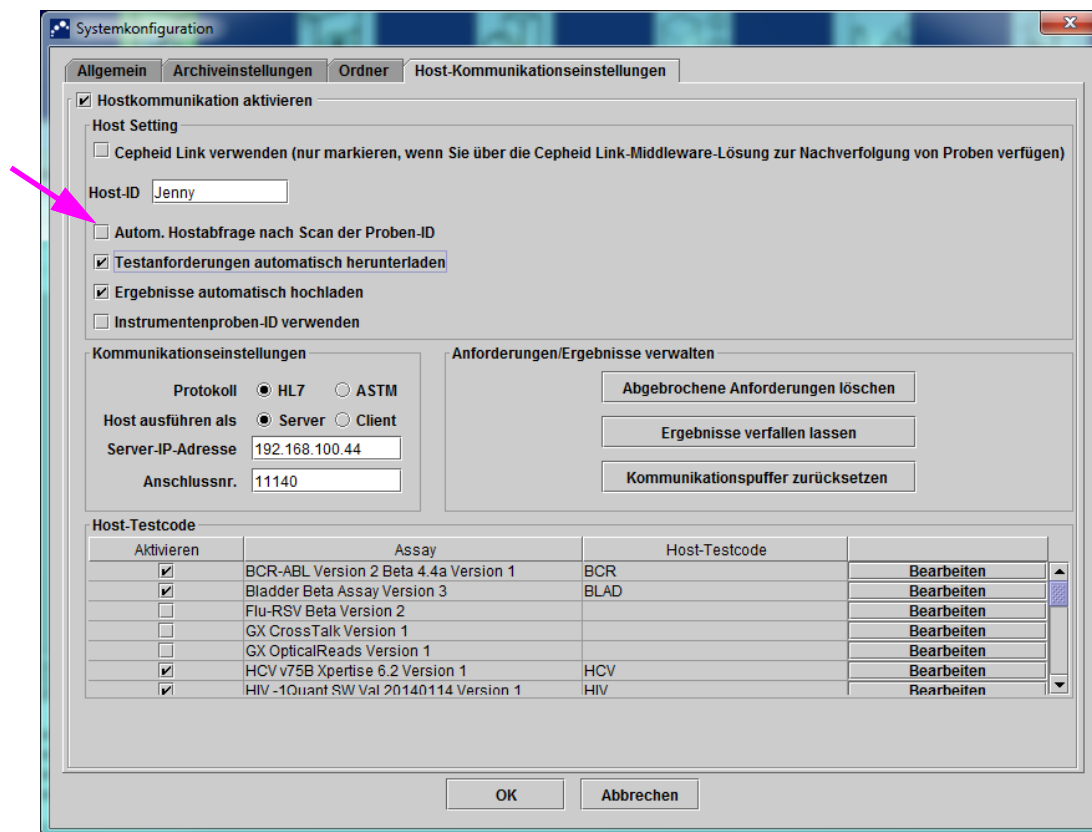 Systemkonfiguration
Allgemein Archiveinstellungen Ordner Host-Kommunikationseinstellungen
Hostkommunikation aktivieren
Host Setting
Cepheid Link verwenden (nur markieren, wenn Sie über die Cepheid Link-Middleware-Lösung zur Nachverfolgung von Proben verfügen)
Host-ID Jenny
Autom. Hostabfrage nach Scan der Proben-ID
Testanforderungen automatisch herunterladen
Ergebnisse automatisch hochladen
Instrumentenproben-ID verwenden
Kommunikationseinstellungen
Protokoll HL7 ASTM
Host ausführen als Server Client
Server-IP-Adresse 192.168.100.44
Anschlussnr. 11140
Anforderungen/Ergebnisse verwalten
Abgebrochene Anforderungen löschen
Ergebnisse verfallen lassen
Kommunikationspuffer zurücksetzen
Host-Testcode
Aktivieren Assay Host-Testcode
BCR-ABL Version 2 Beta 4.4a Version 1 BCR Bearbeiten
Bladder Beta Assay Version 3 BLAD Bearbeiten
Flu-RSV Beta Version 2 Bearbeiten
GX CrossTalk Version 1 Bearbeiten
GX OpticalReads Version 1 Bearbeiten
HCV v75B Xpertise 6.2 Version 1 HCV Bearbeiten
HIV -1Quant SW Val 20140114 Version 1 HIV Bearbeiten
OK Abbrechen